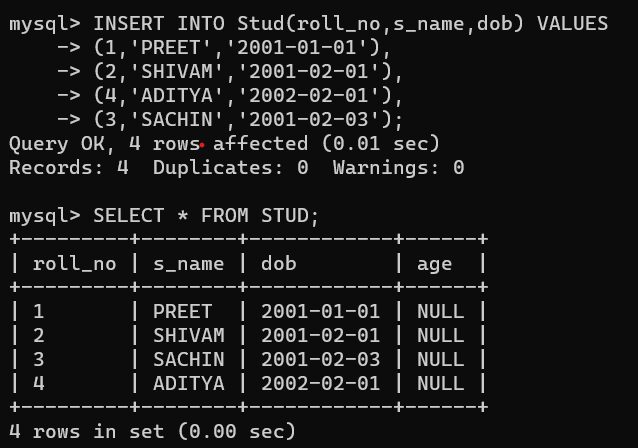 mysql> INSERT INTO Stud(roll_no,s_name,dob) VALUES
    -> (1,'PREET','2001-01-01'),
    -> (2,'SHIVAM','2001-02-01'),
    -> (4,'ADITYA','2002-02-01'),
    -> (3,'SACHIN','2001-02-03');
Query OK, 4 rows affected (0.01 sec)
Records: 4  Duplicates: 0  Warnings: 0

mysql> SELECT * FROM STUD;
+---------+--------+------------+------+
| roll_no | s_name | dob        | age  |
+---------+--------+------------+------+
| 1       | PREET  | 2001-01-01 | NULL |
| 2       | SHIVAM | 2001-02-01 | NULL |
| 3       | SACHIN | 2001-02-03 | NULL |
| 4       | ADITYA | 2002-02-01 | NULL |
+---------+--------+------------+------+
4 rows in set (0.00 sec)